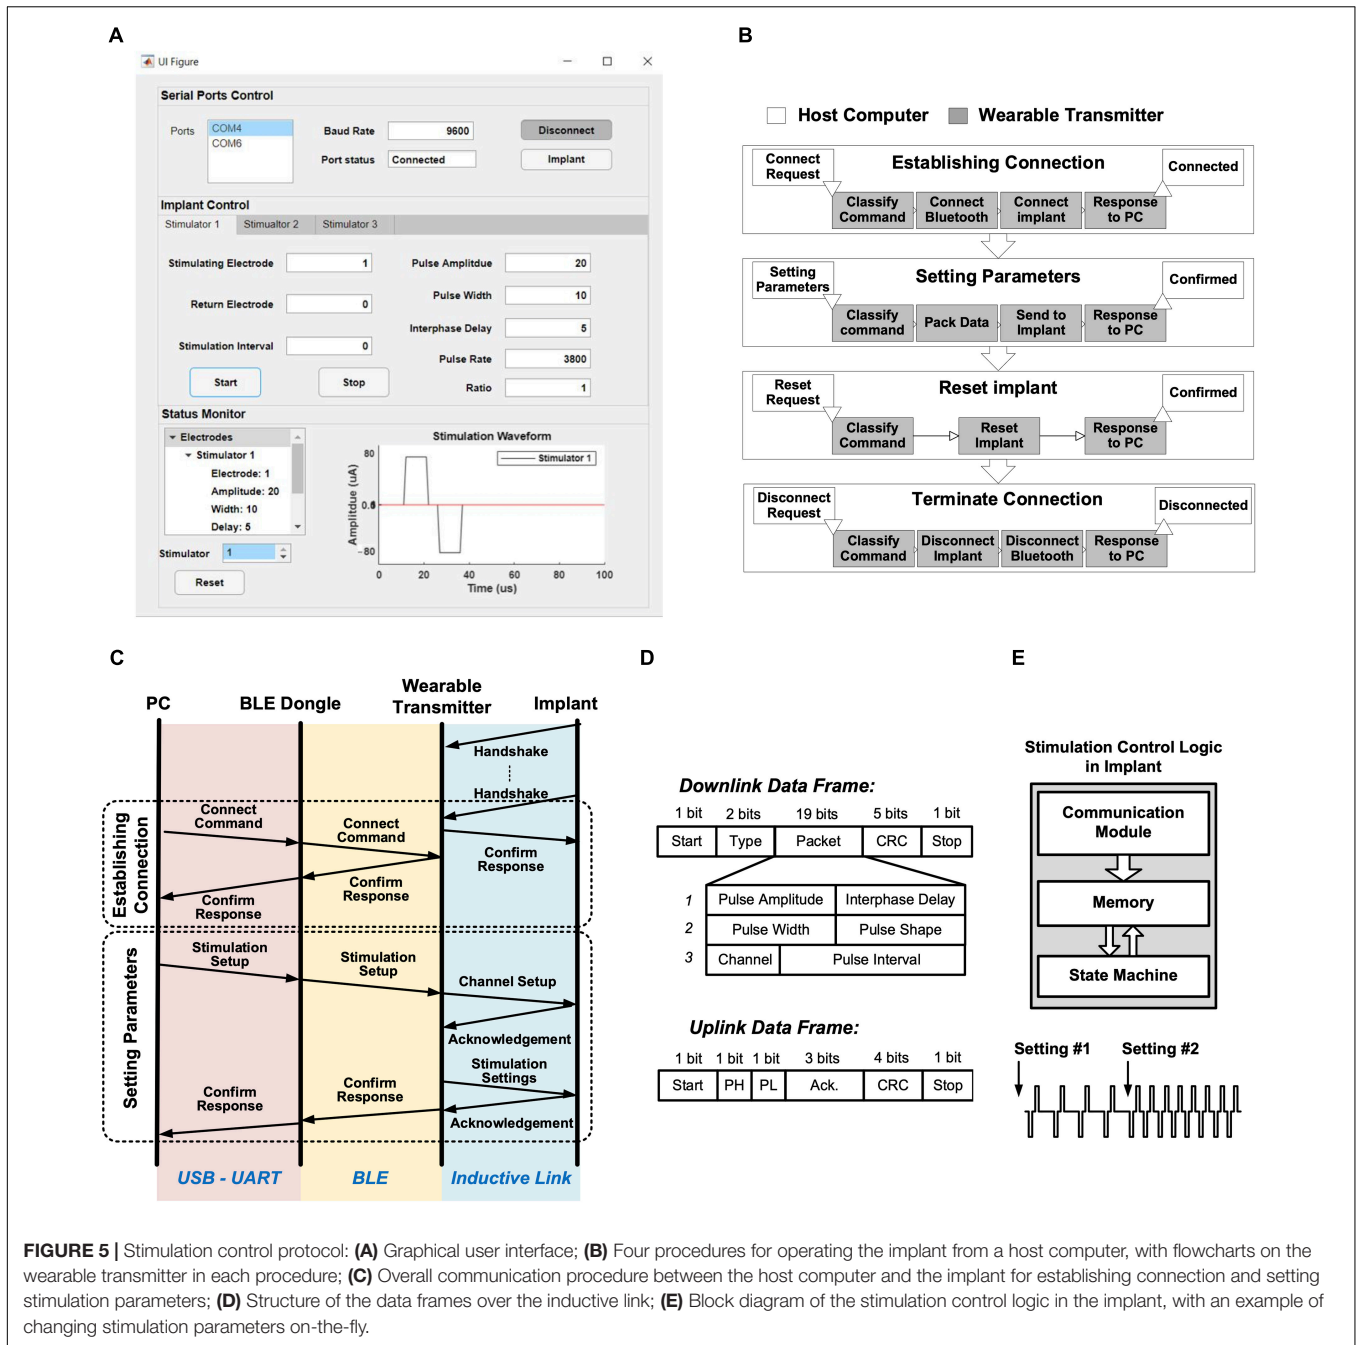 A
UI Figure
Serial Ports Control
Ports
COM4
COM6
Baud Rate
9600
Disconnect
Port status
Connected
Implant
Implant Control
Stimulator 1
Stimualtor 2
Stimulator 3
Stimulating Electrode
1
Pulse Amplitdue
20
Pulse Width
10
Return Electrode
0
Interphase Delay
5
Stimulation Interval
0
Pulse Rate
3800
Start
Stop
Ratio
1
Status Monitor
Electrodes
Stimulator 1
Electrode: 1
Amplitude: 20
Width: 10
Delay: 5
Stimulator
1
Reset
Stimulation Waveform
Stimulator 1
Amplitdue (uA)
80
-80
0
20
40
60
80
100
Time (us)
B
Host Computer
Wearable Transmitter
Connect
Request
Establishing Connection
Connected
Classify
Command
Connect
Bluetooth
Connect
implant
Response
to PC
Setting
Parameters
Setting Parameters
Confirmed
Classify
command
Pack Data
Send to
Implant
Response
to PC
Reset
Request
Reset implant
Confirmed
Classify
Command
Reset
Implant
Response
to PC
Disconnect
Request
Terminate Connection
Disconnected
Classify
Command
Disconnect
Implant
Disconnect
Bluetooth
Response
to PC
C
PC
BLE Dongle
Wearable
Transmitter
Implant
Handshake
Handshake
Establishing
Connection
Connect
Command
Connect
Command
Confirm
Response
Confirm
Response
Confirm
Response
Setting Parameters
Stimulation
Setup
Stimulation
Setup
Channel Setup
Acknowledgement
Stimulation
Settings
Confirm
Response
Confirm
Response
Acknowledgement
USB - UART
BLE
Inductive Link
D
Downlink Data Frame:
1 bit
2 bits
19 bits
5 bits
1 bit
Start
Type
Packet
CRC
Stop
1
Pulse Amplitude
Interphase Delay
2
Pulse Width
Pulse Shape
3
Channel
Pulse Interval
Uplink Data Frame:
1 bit
1 bit
1 bit
3 bits
4 bits
1 bit
Start
PH
PL
Ack.
CRC
Stop
E
Stimulation Control Logic
in Implant
Communication
Module
Memory
State Machine
Setting #1
Setting #2
FIGURE 5 | Stimulation control protocol: (A) Graphical user interface; (B) Four procedures for operating the implant from a host computer, with flowcharts on the
wearable transmitter in each procedure; (C) Overall communication procedure between the host computer and the implant for establishing connection and setting
stimulation parameters; (D) Structure of the data frames over the inductive link; (E) Block diagram of the stimulation control logic in the implant, with an example of
changing stimulation parameters on-the-fly.